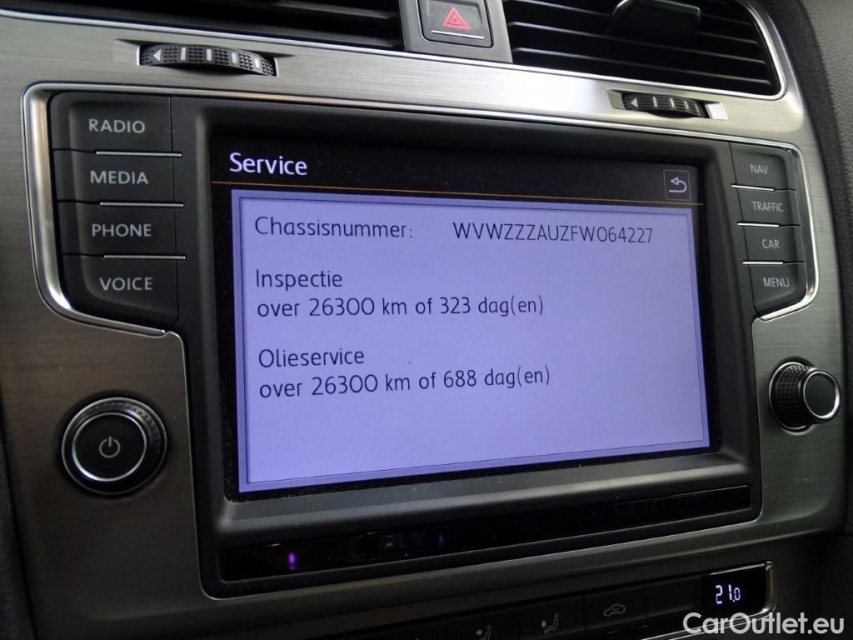 RADIO
MEDIA
PHONE
VOICE
Service
Chassisnummer: WVWZZZAUZFW064227
Inspectie
over 26300 km of 323 dag(en)
Olieservice
over 26300 km of 688 dag(en)
NAV
TRAFFIC
CAR
MENU
21.0
CarOutlet.eu